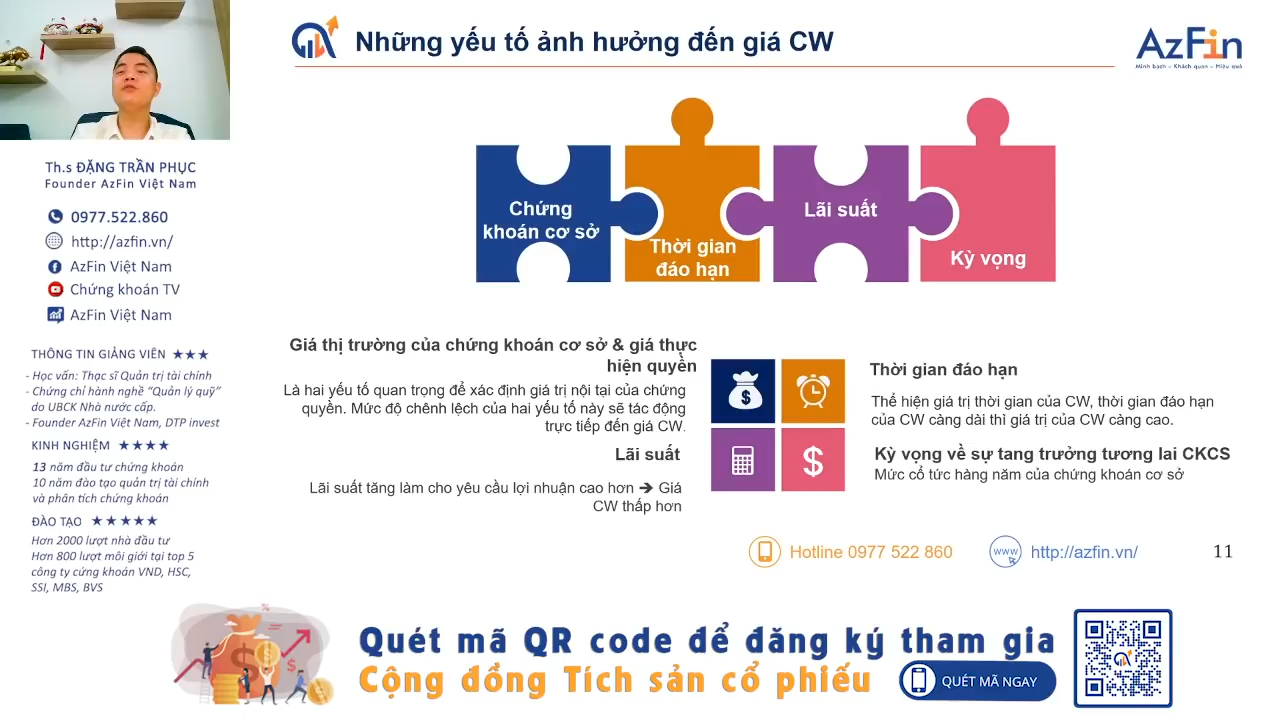 Những yếu tố ảnh hưởng đến giá CW
AzFin
Minh bạch – Khách quan – Hiệu quả
Th.s ĐẶNG TRẦN PHỤC
Founder AzFin Việt Nam
0977.522.860
http://azfin.vn/
AzFin Việt Nam
Chứng khoán TV
AzFin Việt Nam
THÔNG TIN GIẢNG VIÊN ★★★
- Học vấn: Thạc sĩ Quản trị tài chính
- Chứng chỉ hành nghề “Quản lý quỹ”
do UBCK Nhà nước cấp.
- Founder AzFin Việt Nam, DTP invest
KINH NGHIỆM ★★★★
13 năm đầu tư chứng khoán
10 năm đào tạo quản trị tài chính
và phân tích chứng khoán
ĐÀO TẠO ★★★★★
Hơn 2000 lượt nhà đầu tư
Hơn 800 lượt môi giới tại top 5
công ty cứng khoán VND, HSC,
SSI, MBS, BVS
Chứng
khoán cơ sở
Thời gian
đáo hạn
Lãi suất
Kỳ vọng
Giá thị trường của chứng khoán cơ sở & giá thực
hiện quyền
Là hai yếu tố quan trọng để xác định giá trị nội tại của chứng
quyền. Mức độ chênh lệch của hai yếu tố này sẽ tác động
trực tiếp đến giá CW.
Lãi suất
Lãi suất tăng làm cho yêu cầu lợi nhuận cao hơn ➔ Giá
CW thấp hơn
$
$
Thời gian đáo hạn
Thể hiện giá trị thời gian của CW, thời gian đáo hạn
của CW càng dài thì giá trị của CW càng cao.
Kỳ vọng về sự tang trưởng tương lai CKCS
Mức cổ tức hàng năm của chứng khoán cơ sở
Hotline 0977 522 860
www
http://azfin.vn/
11
Quét mã QR code để đăng ký tham gia
Cộng đồng Tích sản cổ phiếu
QUÉT MÃ NGAY